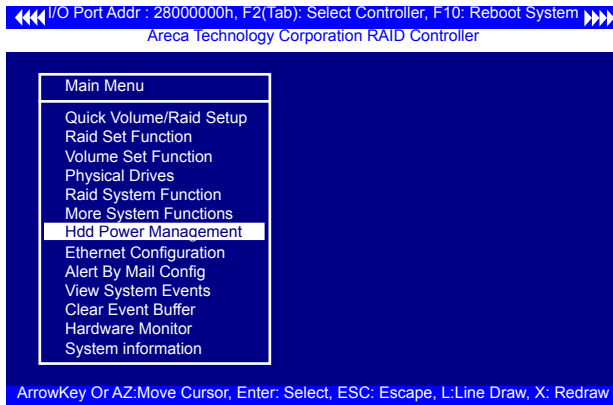 I/O Port Addr : 28000000h, F2(Tab): Select Controller, F10: Reboot System
Areca Technology Corporation RAID Controller
Main Menu
Quick Volume/Raid Setup
Raid Set Function
Volume Set Function
Physical Drives
Raid System Function
More System Functions
Hdd Power Management
Ethernet Configuration
Alert By Mail Config
View System Events
Clear Event Buffer
Hardware Monitor
System information
ArrowKey Or AZ:Move Cursor, Enter: Select, ESC: Escape, L:Line Draw, X: Redraw